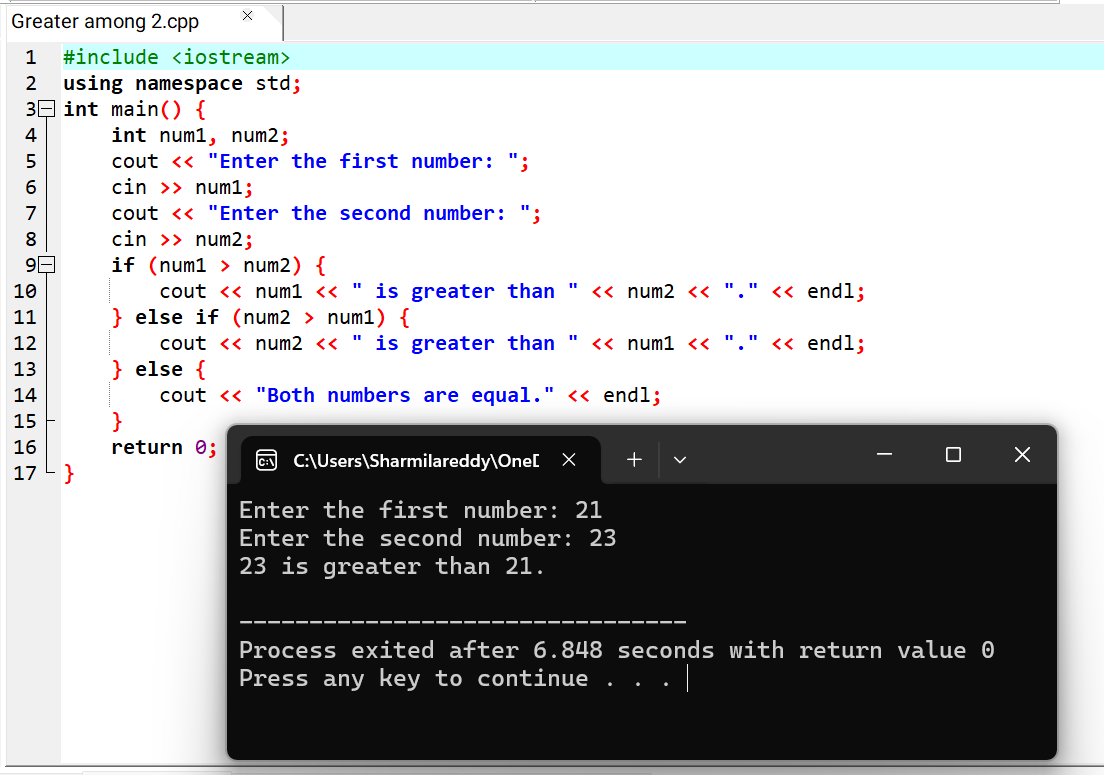 Greater among 2.cpp
1 #include <iostream>
2 using namespace std;
3 int main() {
4     int num1, num2;
5     cout << "Enter the first number: ";
6     cin >> num1;
7     cout << "Enter the second number: ";
8     cin >> num2;
9     if (num1 > num2) {
10         cout << num1 << " is greater than " << num2 << "." << endl;
11     } else if (num2 > num1) {
12         cout << num2 << " is greater than " << num1 << "." << endl;
13     } else {
14         cout << "Both numbers are equal." << endl;
15     }
16     return 0;
17 }
C:\Users\Sharmilareddy\OneD
Enter the first number: 21
Enter the second number: 23
23 is greater than 21.
--------------------------------
Process exited after 6.848 seconds with return value 0
Press any key to continue . . .